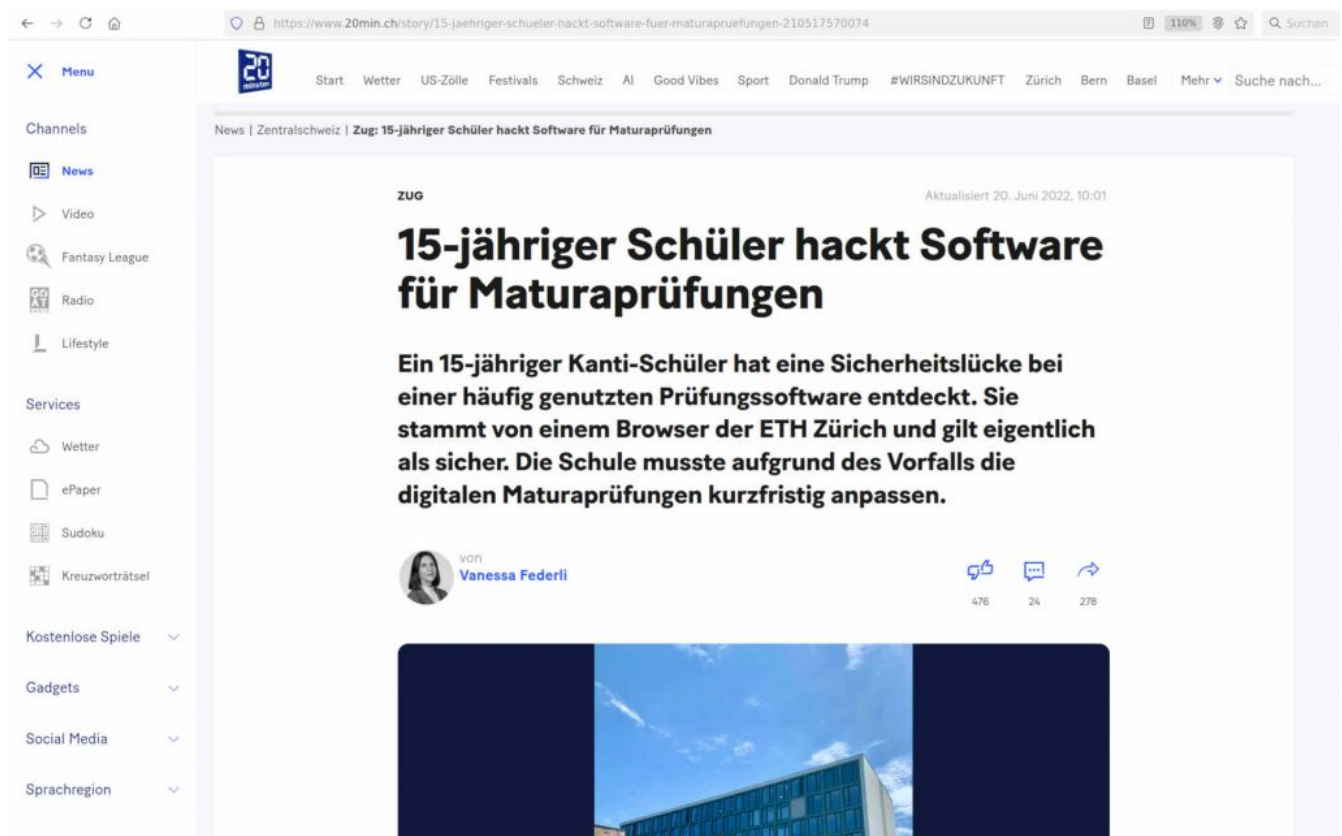 https://www.20min.ch/story/15-jaehriger-schueler-hackt-software-fuer-maturapruefungen-210517570074
110%
Suchen
Menu
20
minuten
Start Wetter US-Zölle Festivals Schweiz AI Good Vibes Sport Donald Trump #WIRSINDZUKUNFT Zürich Bern Basel Mehr Suche nach...
Channels
News
Video
Fantasy League
Radio
Lifestyle
Services
Wetter
ePaper
Sudoku
Kreuzworträtsel
Kostenlose Spiele
Gadgets
Social Media
Sprachregion
News | Zentralschweiz | Zug: 15-jähriger Schüler hackt Software für Maturaprüfungen
ZUG
Aktualisiert 20. Juni 2022, 10:01
15-jähriger Schüler hackt Software
für Maturaprüfungen
Ein 15-jähriger Kanti-Schüler hat eine Sicherheitslücke bei
einer häufig genutzten Prüfungssoftware entdeckt. Sie
stammt von einem Browser der ETH Zürich und gilt eigentlich
als sicher. Die Schule musste aufgrund des Vorfalls die
digitalen Maturaprüfungen kurzfristig anpassen.
von
Vanessa Federli
476 24 278